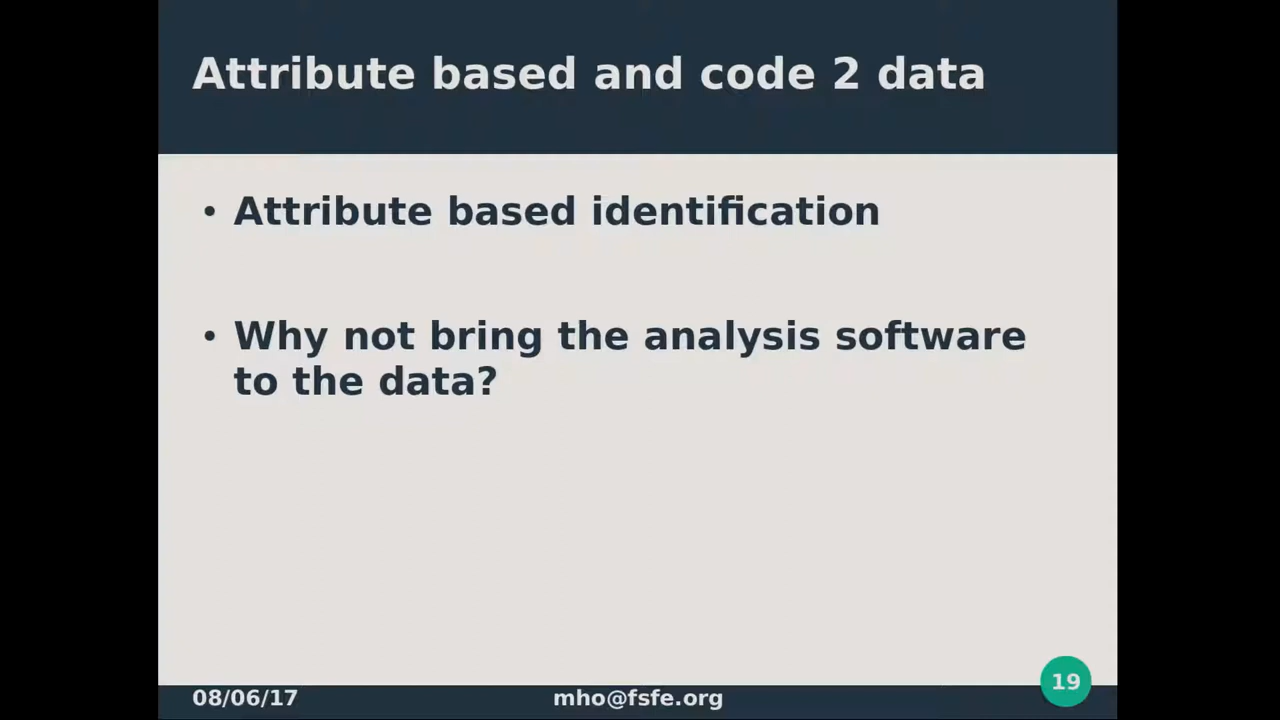 Attribute based and code 2 data
• Attribute based identification
• Why not bring the analysis software
to the data?
08/06/17
mho@fsfe.org
19